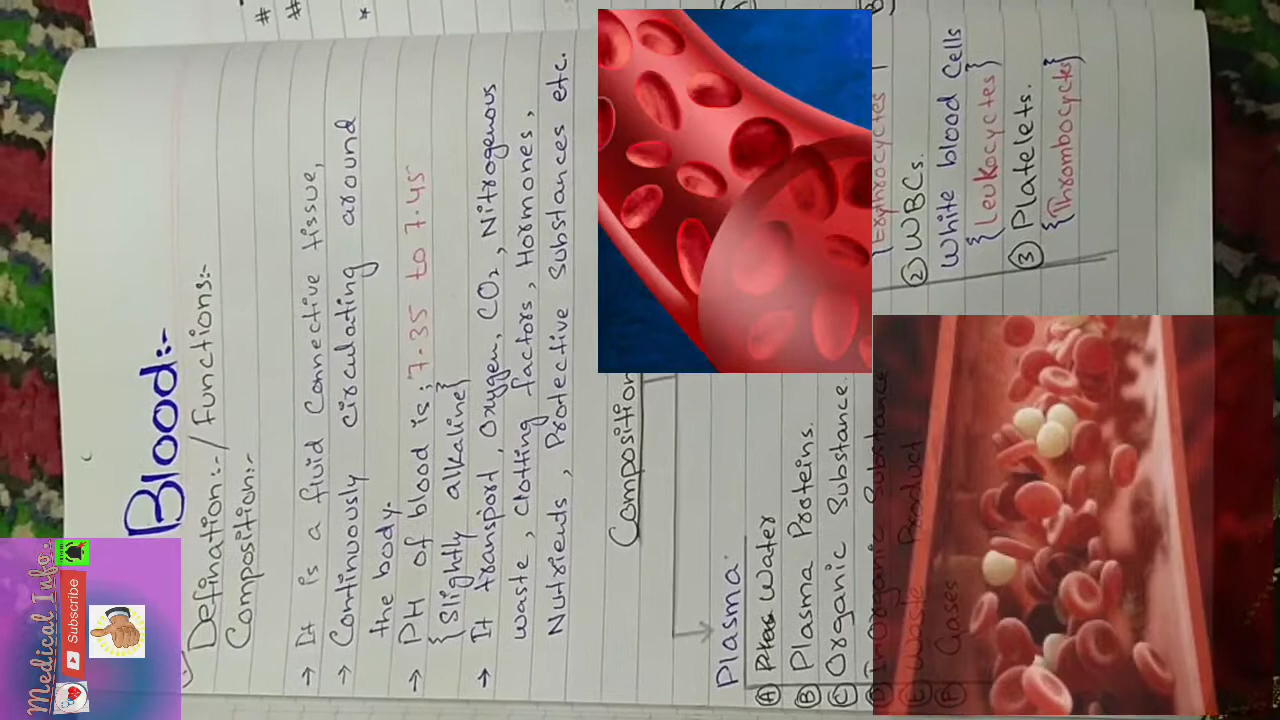 Blood:-
Defination:-/functions:-
Composition:-
→ It is a fluid Connective tissue,
→ Continuously circulating around
the body.
→ PH of blood is; 7.35 to 7.45
{Slightly alkaline}
→ It transport, oxygen, CO₂, Nitrogenous
waste, Clotting factors, Hormones,
Nutrieuds, Protective Substances etc.
Composition
Plasma.
Ⓐ Water
Ⓑ Plasma Proteins.
Ⓒ Organic Substance.
Ⓓ Inorganic Substance
Ⓔ Waste Product
Ⓕ Gases
{Erythrocytes
② WBCs.
White blood Cells
{Leukocytes}
③ Platelets.
{Thrombocytes}
Medical Info.
Subscribe